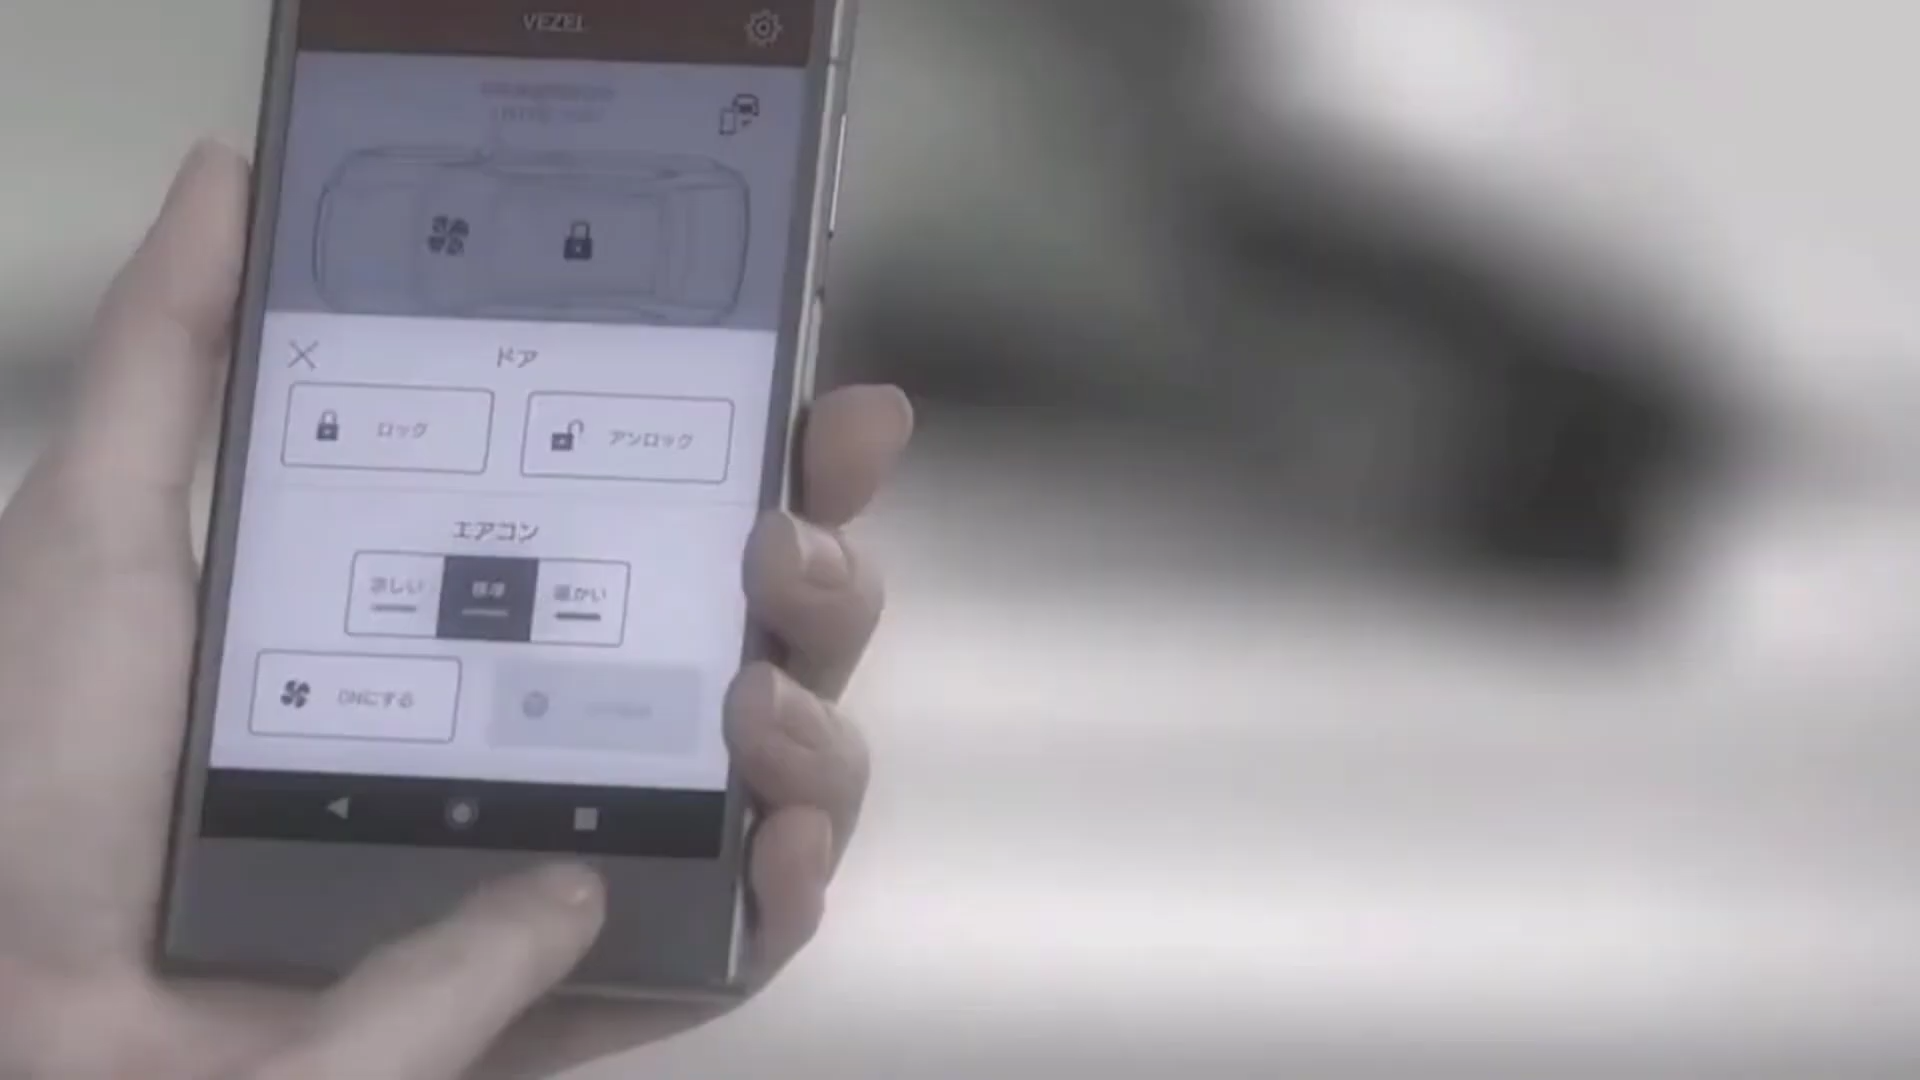 VEZEL
ドア
ロック
アンロック
エアコン
涼しい
標準
暖かい
ONにする